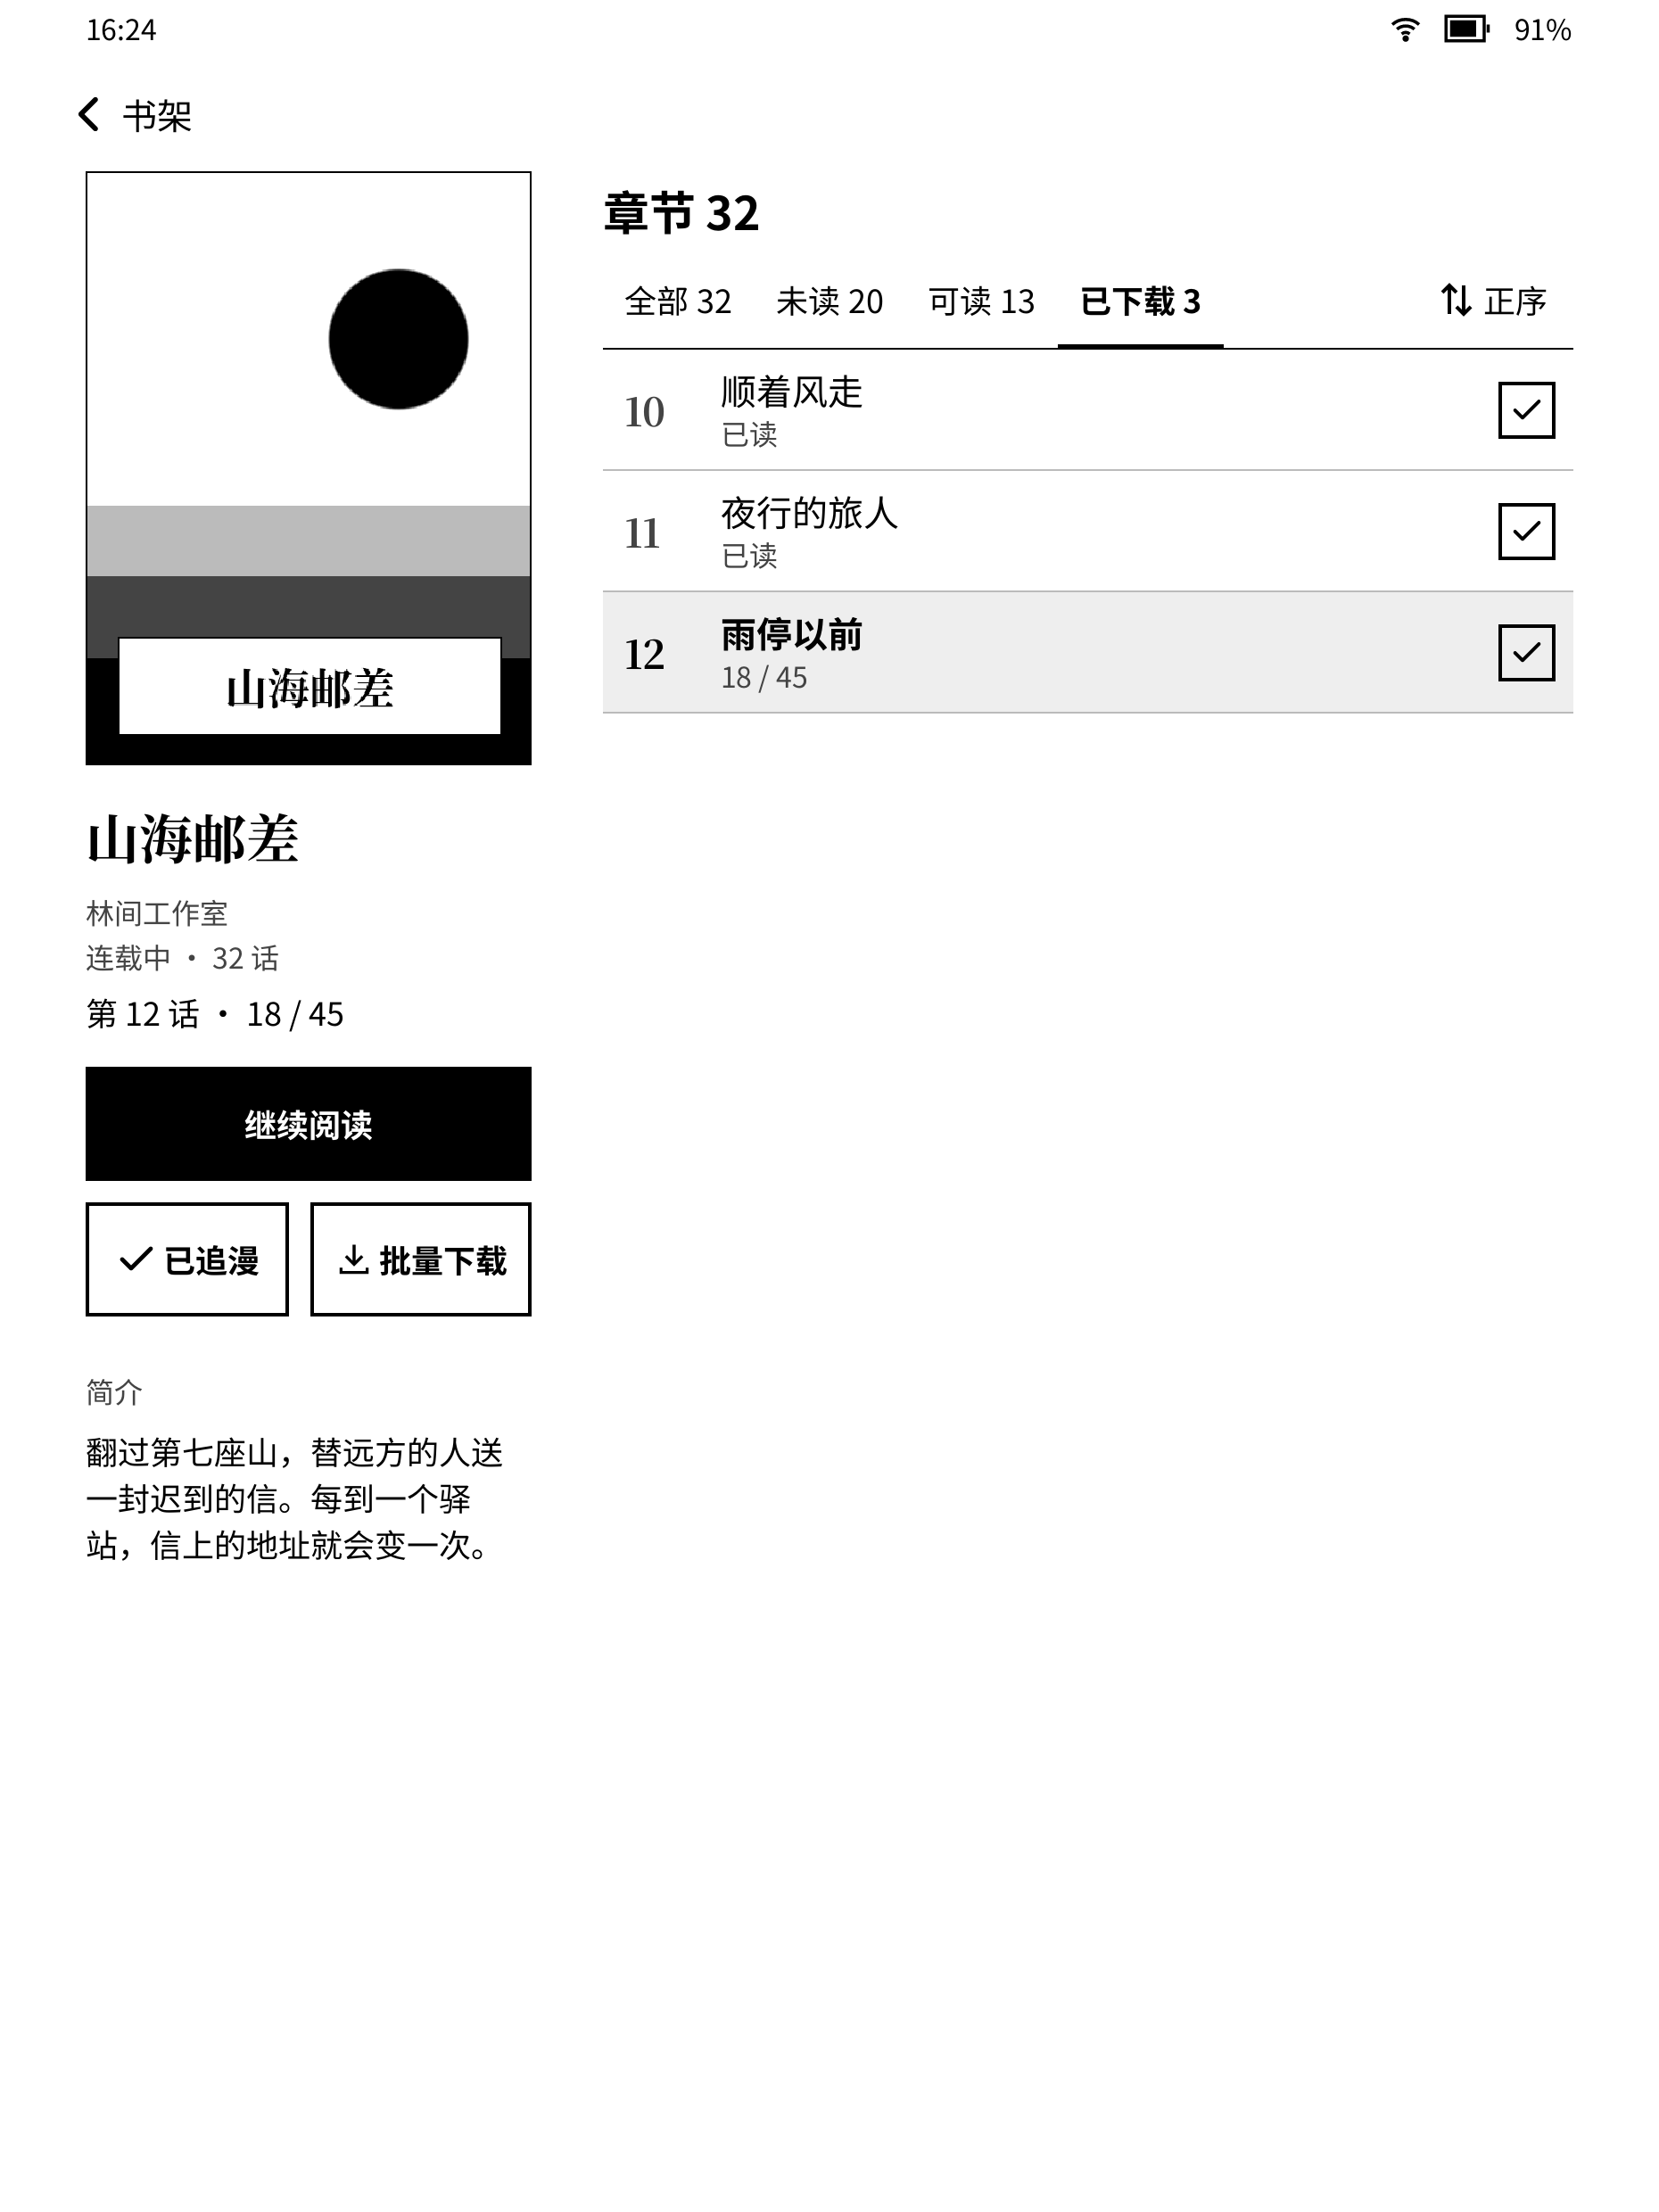 16:24
91%
书架
山海邮差
山海邮差
林间工作室
连载中 · 32 话
第 12 话 · 18 / 45
继续阅读
已追漫
批量下载
简介
翻过第七座山，替远方的人送
一封迟到的信。每到一个驿
站，信上的地址就会变一次。
章节 32
全部 32 未读 20 可读 13 已下载 3 正序
10 顺着风走
已读
11 夜行的旅人
已读
12 雨停以前
18 / 45